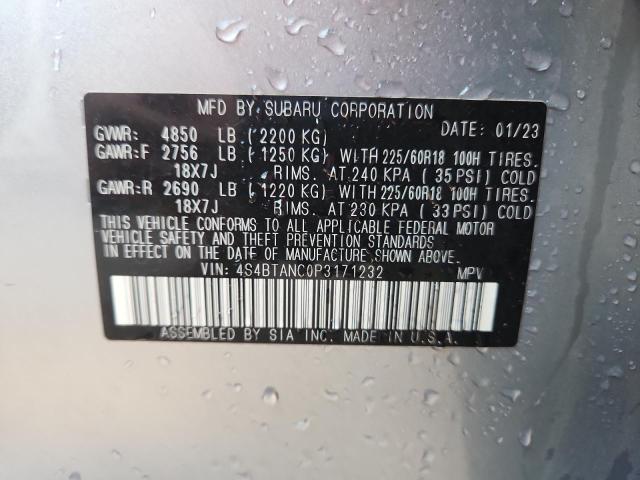 MFD BY SUBARU CORPORATION
GVWR: 4850 LB (2200 KG) DATE: 01/23
GAWR:F 2756 LB (1250 KG) WITH 225/60R18 100H TIRES.
18X7J RIMS. AT 240 KPA (35 PSI) COLD
GAWR:R 2690 LB (1220 KG) WITH 225/60R18 100H TIRES.
18X7J RIMS. AT 230 KPA (33 PSI) COLD
THIS VEHICLE CONFORMS TO ALL APPLICABLE FEDERAL MOTOR
VEHICLE SAFETY AND THEFT PREVENTION STANDARDS
IN EFFECT ON THE DATE OF MANUFACTURE SHOWN ABOVE.
VIN: 4S4BTANC0P3171232 MPV
ASSEMBLED BY SIA INC. MADE IN U.S.A.